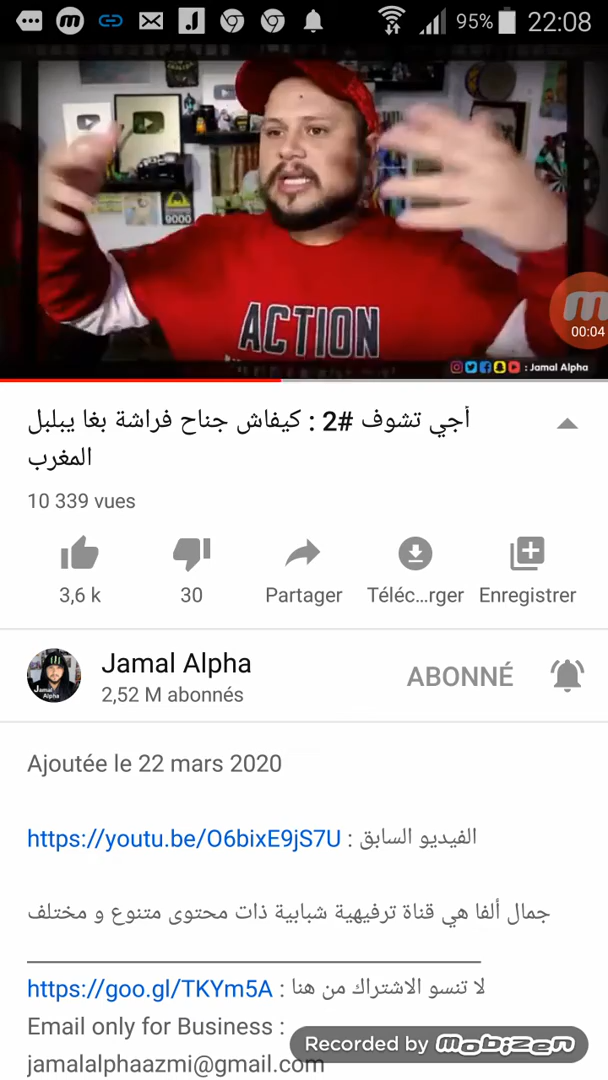 95% 22:08
9000
ACTION
00:04
: Jamal Alpha
أجي تشوف #2 : كيفاش جناح فراشة بغا يبلبل
المغرب
10 339 vues
3,6 k
30
Partager
Téléc...rger
Enregistrer
Jamal Alpha
2,52 M abonnés
ABONNÉ
Ajoutée le 22 mars 2020
https://youtu.be/O6bixE9jS7U : الفيديو السابق
جمال ألفا هي قناة ترفيهية شبابية ذات محتوى متنوع و مختلف
https://goo.gl/TKYm5A : لا تنسو الاشتراك من هنا
Email only for Business :
jamalalphaazmi@gmail.com
Recorded by mobizen